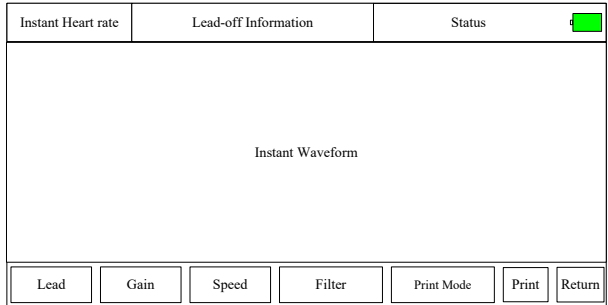 Instant Heart rate
Lead-off Information
Status
Instant Waveform
Lead
Gain
Speed
Filter
Print Mode
Print
Return